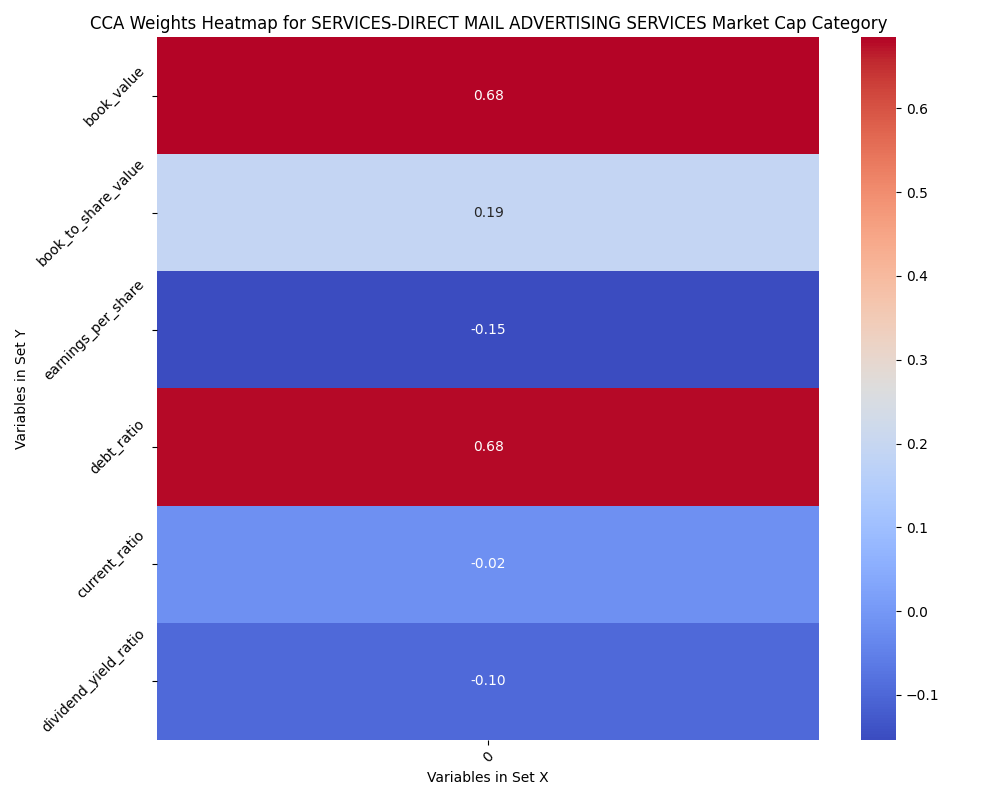 CCA Weights Heatmap for SERVICES-DIRECT MAIL ADVERTISING SERVICES Market Cap Category
Variables in Set Y
book_value
0.68
book_to_share_value
0.19
earnings_per_share
-0.15
debt_ratio
0.68
current_ratio
-0.02
dividend_yield_ratio
-0.10
0
Variables in Set X
0.6
0.5
0.4
0.3
0.2
0.1
0.0
−0.1